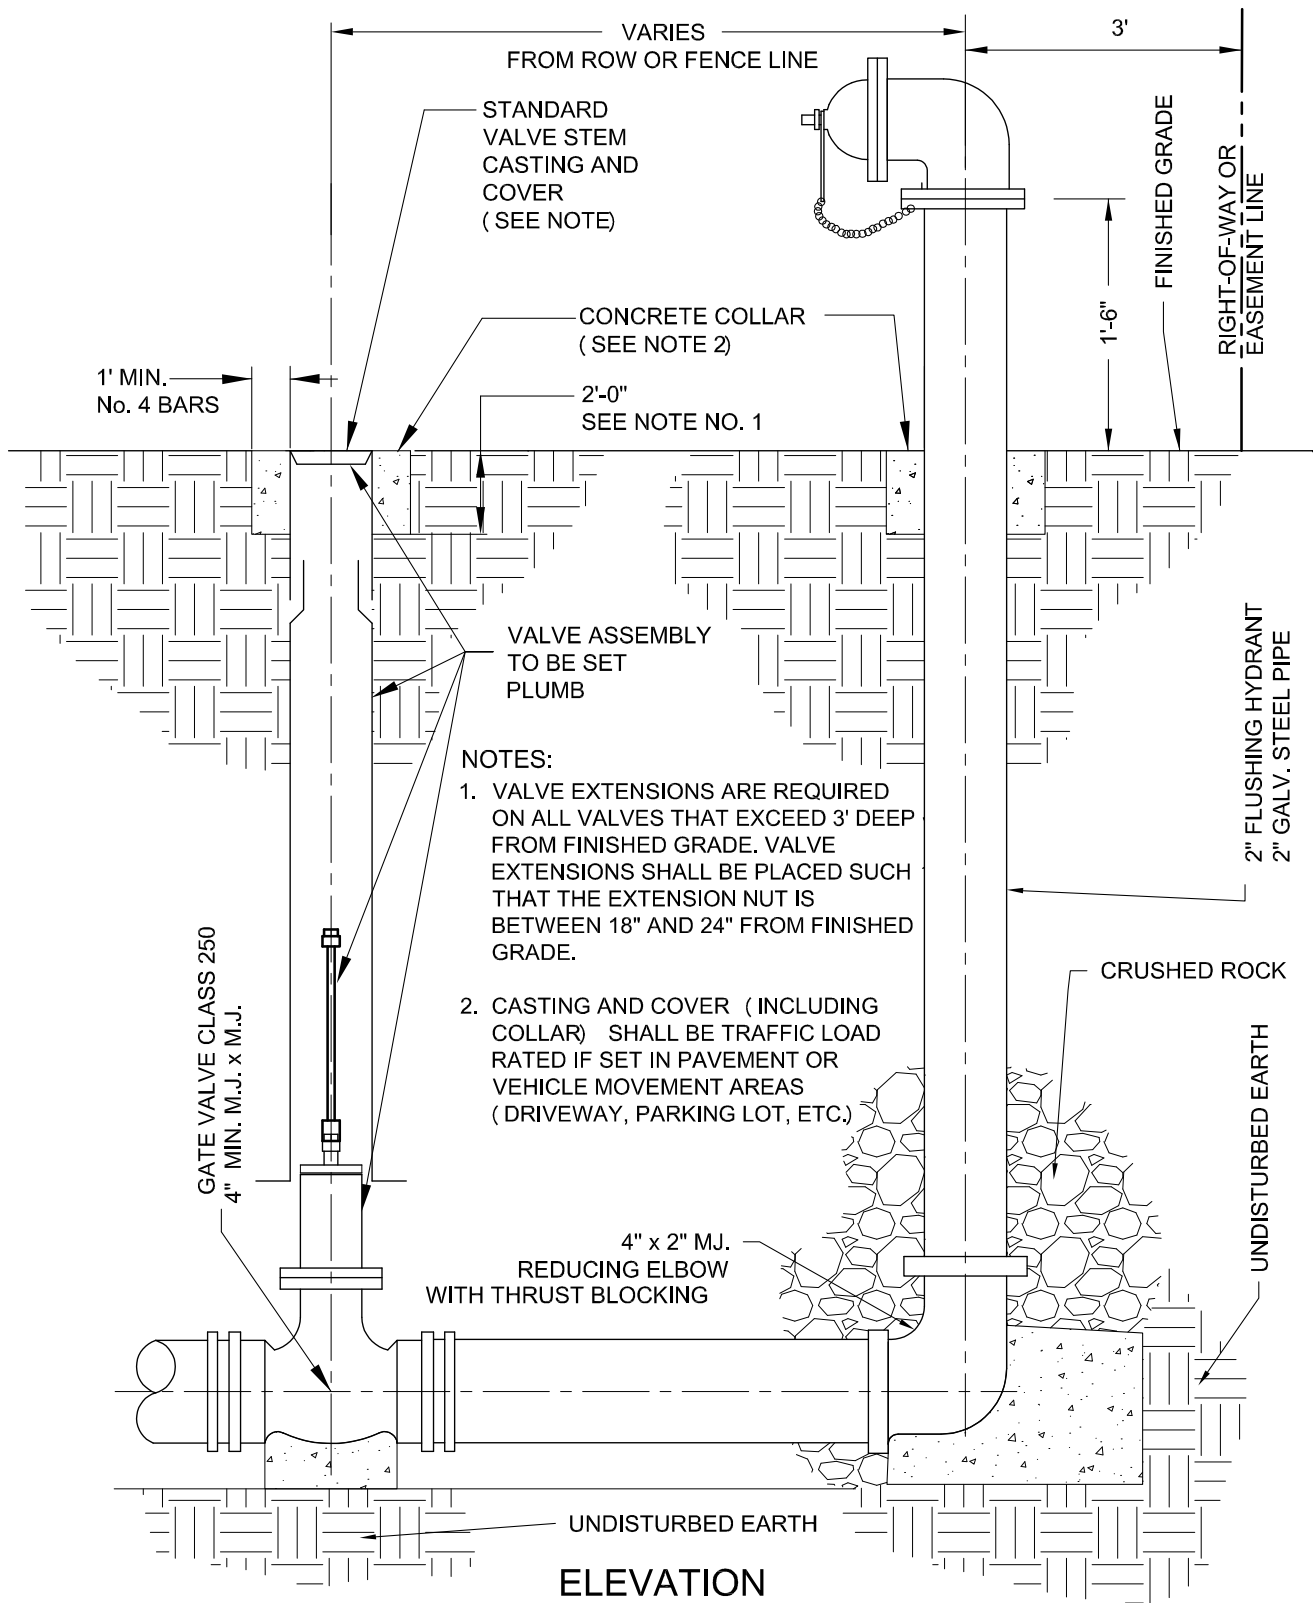 VARIES
FROM ROW OR FENCE LINE
3'
STANDARD
VALVE STEM
CASTING AND
COVER
( SEE NOTE)
FINISHED GRADE
RIGHT-OF-WAY OR
EASEMENT LINE
CONCRETE COLLAR
( SEE NOTE 2)
1'-6"
1' MIN.
No. 4 BARS
2'-0"
SEE NOTE NO. 1
VALVE ASSEMBLY
TO BE SET
PLUMB
2" FLUSHING HYDRANT
2" GALV. STEEL PIPE
NOTES:
1. VALVE EXTENSIONS ARE REQUIRED
ON ALL VALVES THAT EXCEED 3' DEEP
FROM FINISHED GRADE. VALVE
EXTENSIONS SHALL BE PLACED SUCH
THAT THE EXTENSION NUT IS
BETWEEN 18" AND 24" FROM FINISHED
GRADE.
2. CASTING AND COVER ( INCLUDING
COLLAR) SHALL BE TRAFFIC LOAD
RATED IF SET IN PAVEMENT OR
VEHICLE MOVEMENT AREAS
( DRIVEWAY, PARKING LOT, ETC.)
GATE VALVE CLASS 250
4" MIN. M.J. x M.J.
CRUSHED ROCK
UNDISTURBED EARTH
4" x 2" MJ.
REDUCING ELBOW
WITH THRUST BLOCKING
UNDISTURBED EARTH
ELEVATION